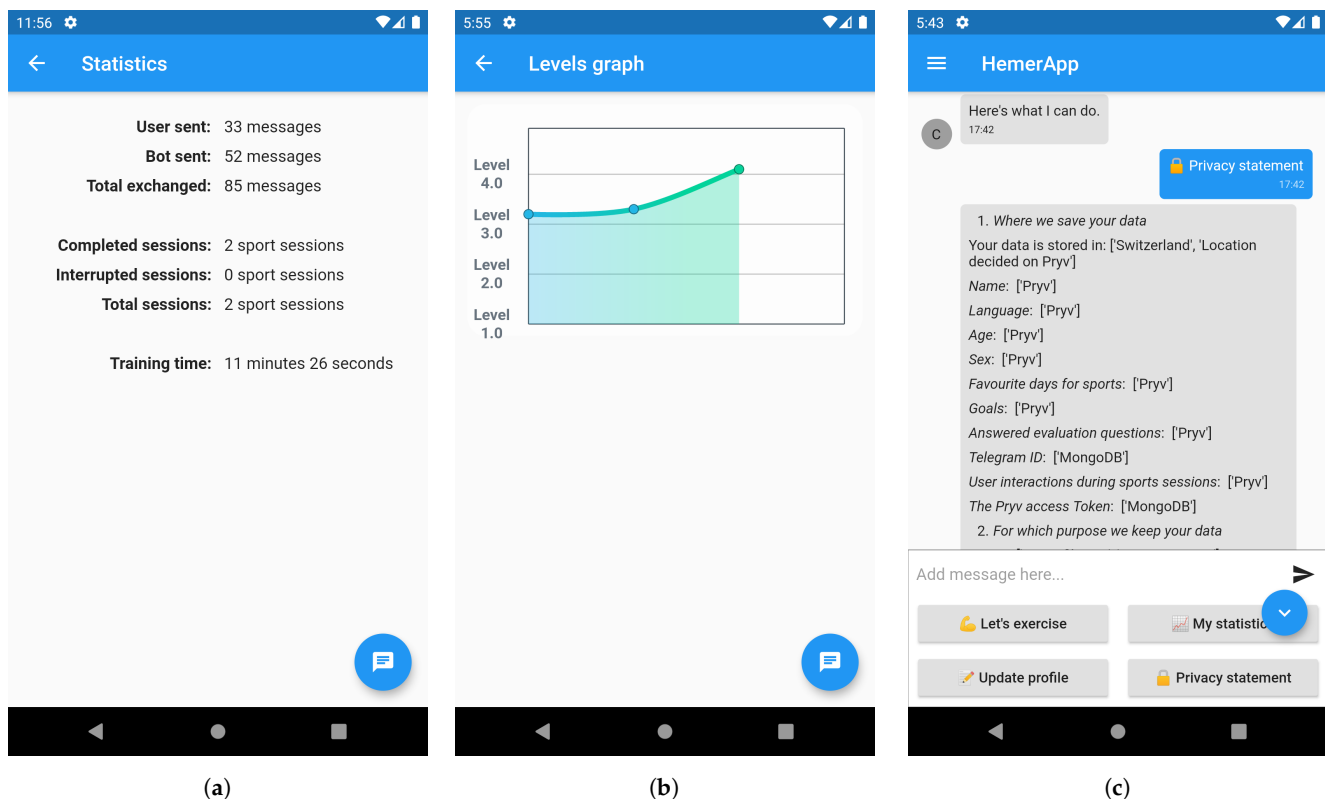 11:56
Statistics
User sent: 33 messages
Bot sent: 52 messages
Total exchanged: 85 messages
Completed sessions: 2 sport sessions
Interrupted sessions: 0 sport sessions
Total sessions: 2 sport sessions
Training time: 11 minutes 26 seconds
(a)
5:55
Levels graph
Level
4.0
Level
3.0
Level
2.0
Level
1.0
(b)
5:43
HemerApp
Here's what I can do.
17:42
C
🔒 Privacy statement
17:42
1. Where we save your data
Your data is stored in: ['Switzerland', 'Location
decided on Pryv']
Name: ['Pryv']
Language: ['Pryv']
Age: ['Pryv']
Sex: ['Pryv']
Favourite days for sports: ['Pryv']
Goals: ['Pryv']
Answered evaluation questions: ['Pryv']
Telegram ID: ['MongoDB']
User interactions during sports sessions: ['Pryv']
The Pryv access Token: ['MongoDB']
2. For which purpose we keep your data
Add message here...
💪 Let's exercise
📈 My statistic
📝 Update profile
🔒 Privacy statement
(c)